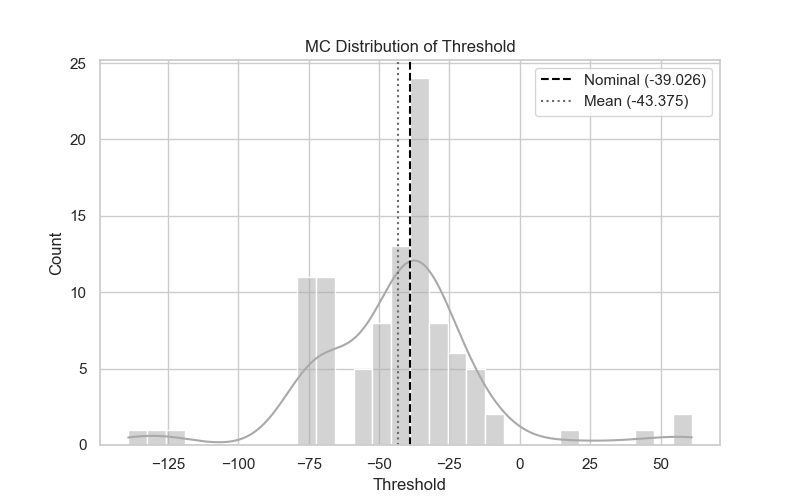 MC Distribution of Threshold
Nominal (-39.026)
Mean (-43.375)
Count
25
20
15
10
5
0
−125
−100
−75
−50
−25
0
25
50
Threshold